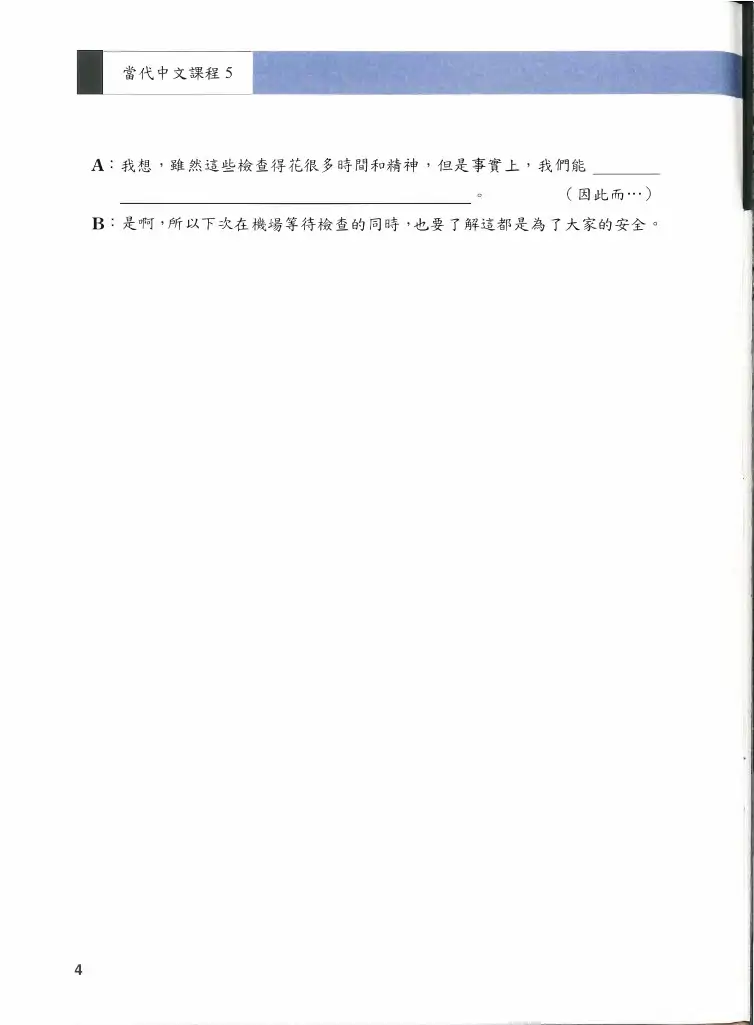 當代中文課程 5
A：我想，雖然這些檢查得花很多時間和精神，但是事實上，我們能 ________
________________________________________。 （因此而…）
B：是啊，所以下次在機場等待檢查的同時，也要了解這都是為了大家的安全。
4